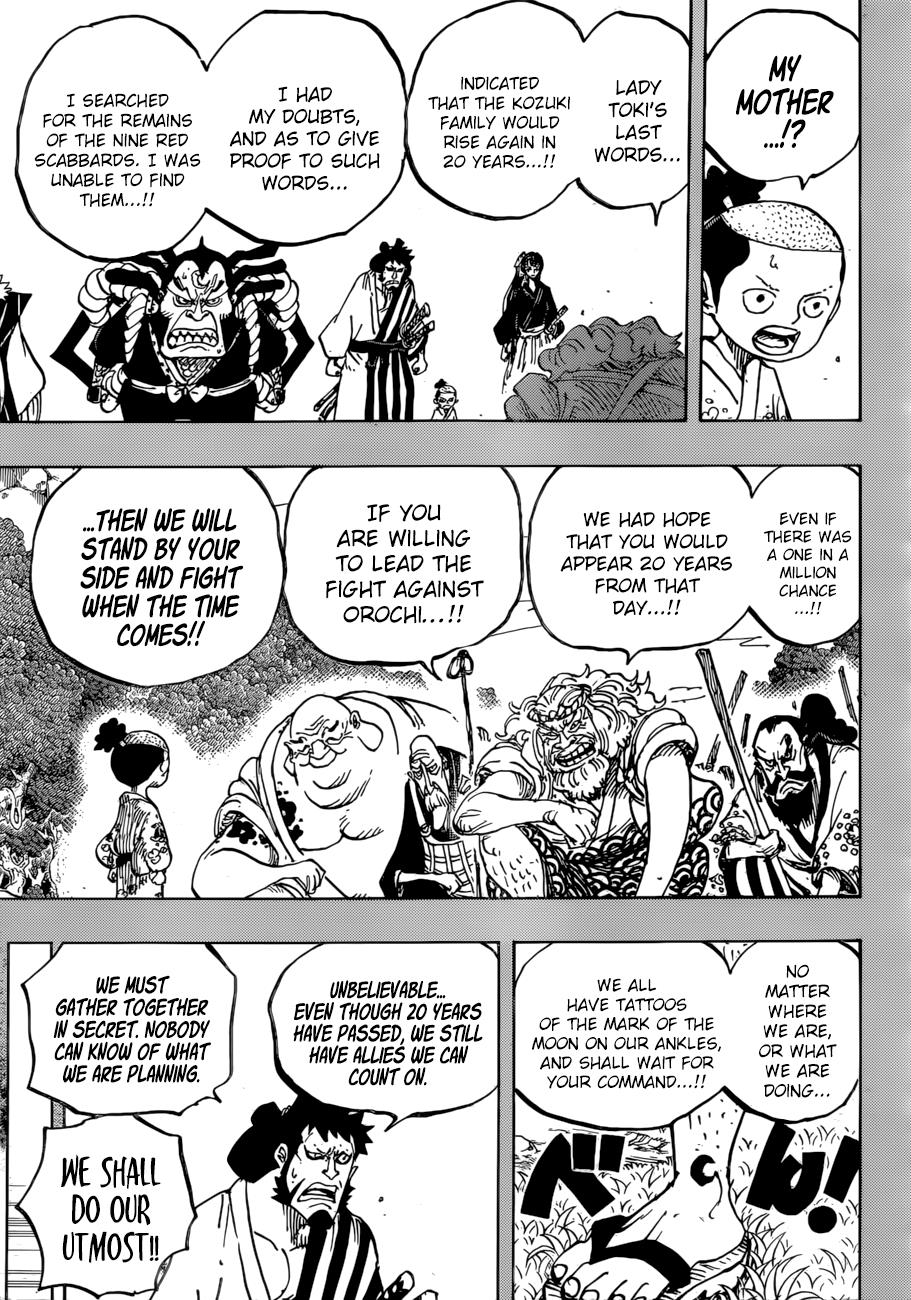 MY
MOTHER
...!?
LADY
TOKI'S
LAST
WORDS...
INDICATED
THAT THE KOZUKI
FAMILY WOULD
RISE AGAIN IN
20 YEARS...!!
I HAD
MY DOUBTS,
AND AS TO GIVE
PROOF TO SUCH
WORDS...
I SEARCHED
FOR THE REMAINS
OF THE NINE RED
SCABBARDS. I WAS
UNABLE TO FIND
THEM...!!
EVEN IF
THERE WAS
A ONE IN A
MILLION
CHANCE
...!!
WE HAD HOPE
THAT YOU WOULD
APPEAR 20 YEARS
FROM THAT
DAY...!!
IF YOU
ARE WILLING
TO LEAD THE
FIGHT AGAINST
OROCHI...!!
...THEN WE WILL
STAND BY YOUR
SIDE AND FIGHT
WHEN THE TIME
COMES!!
NO
MATTER
WHERE
WE ARE,
OR WHAT
WE ARE
DOING...
WE ALL
HAVE TATTOOS
OF THE MARK OF THE
MOON ON OUR ANKLES,
AND SHALL WAIT FOR
YOUR COMMAND...!!
べん!
UNBELIEVABLE...
EVEN THOUGH 20 YEARS
HAVE PASSED, WE STILL
HAVE ALLIES WE CAN
COUNT ON.
WE MUST
GATHER TOGETHER
IN SECRET. NOBODY
CAN KNOW OF WHAT
WE ARE PLANNING.
WE SHALL
DO OUR
UTMOST!!